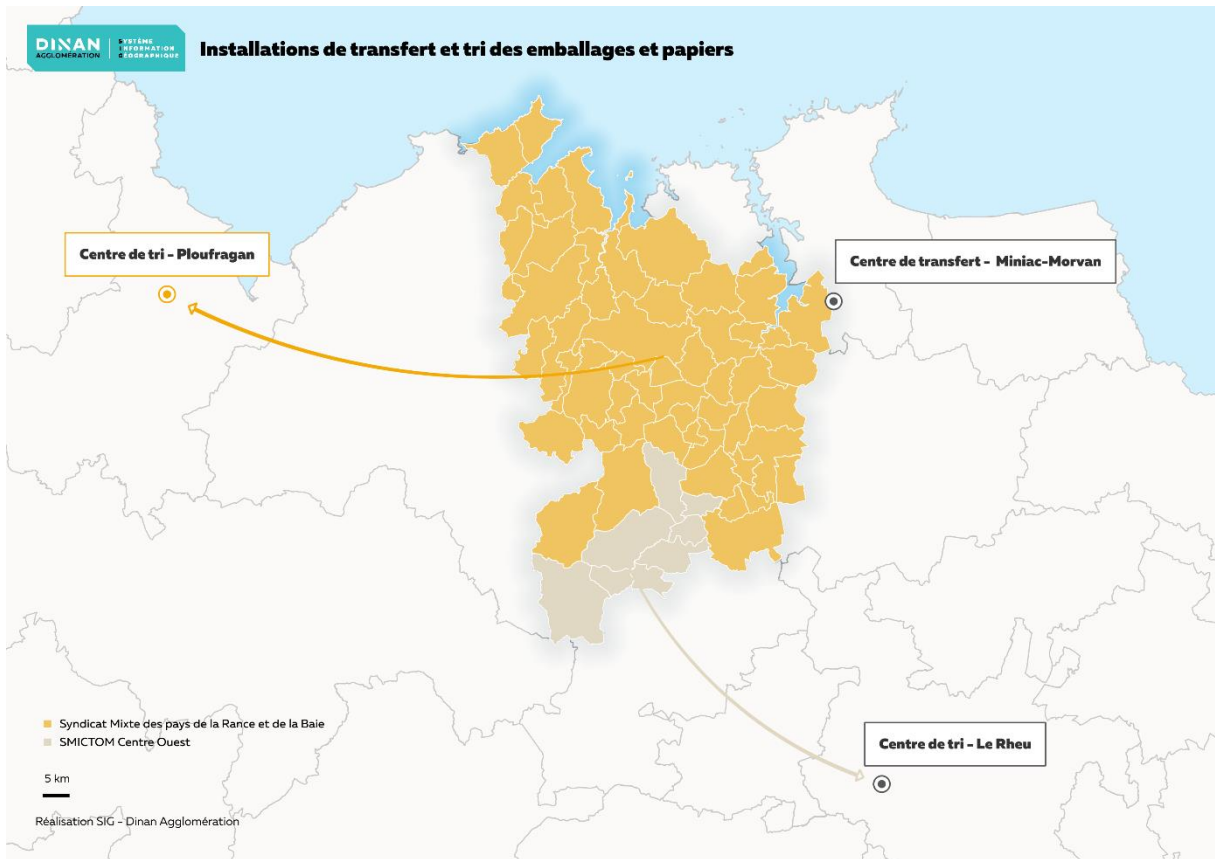 DINAN
AGGLOMÉRATION
SYSTÈME
INFORMATION
GÉOGRAPHIQUE
Installations de transfert et tri des emballages et papiers
Centre de tri - Ploufragan
Centre de transfert - Miniac-Morvan
Syndicat Mixte des pays de la Rance et de la Baie
SMICTOM Centre Ouest
Centre de tri - Le Rheu
5 km
Réalisation SIG - Dinan Agglomération